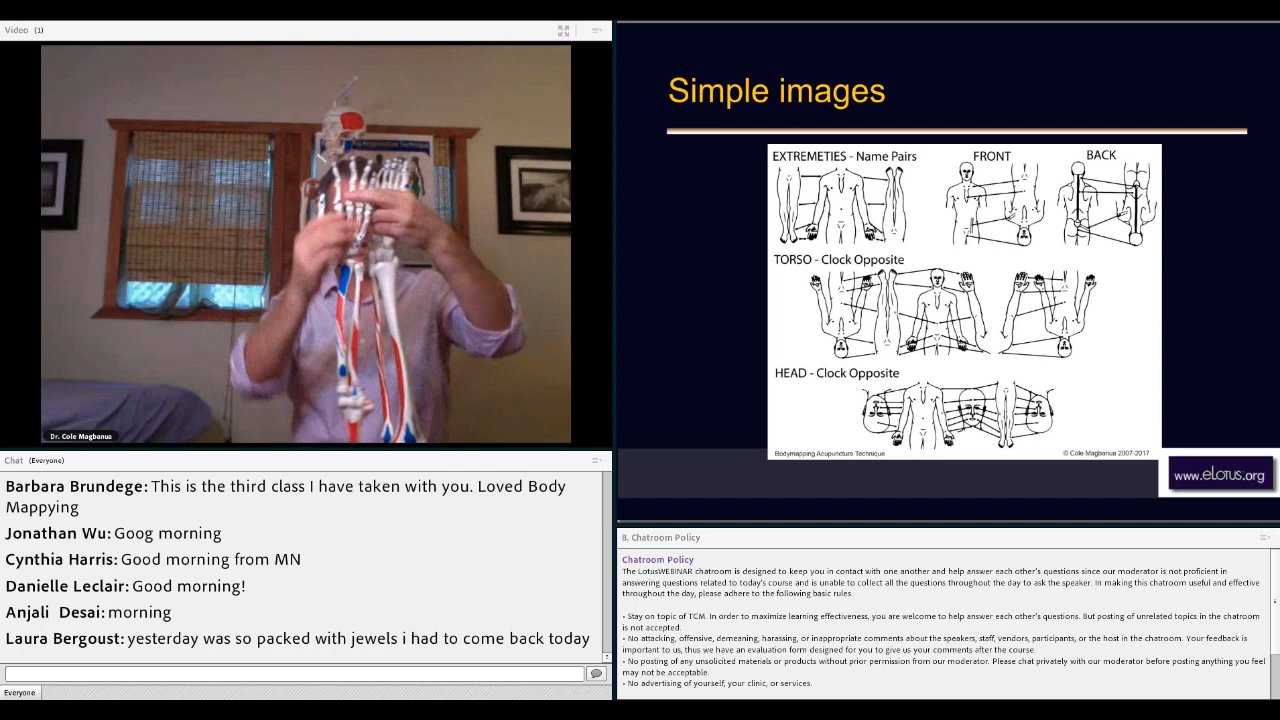 Video (1)
Dr. Cole Magbanua
Chat (Everyone)
Barbara Brundege: This is the third class I have taken with you. Loved Body
Mappying
Jonathan Wu: Goog morning
Cynthia Harris: Good morning from MN
Danielle Leclair: Good morning!
Anjali Desai: morning
Laura Bergoust: yesterday was so packed with jewels i had to come back today
Everyone
Simple images
EXTREMETIES - Name Pairs
FRONT
BACK
TORSO - Clock Opposite
HEAD - Clock Opposite
Bodymapping Acupuncture Technique
© Cole Magbanua 2007-2017
www.eLotus.org
B. Chatroom Policy
Chatroom Policy
The LotusWEBINAR chatroom is designed to keep you in contact with one another and help answer each other's questions since our moderator is not proficient in
answering questions related to today's course and is unable to collect all the questions throughout the day to ask the speaker. In making this chatroom useful and effective
throughout the day, please adhere to the following basic rules.
• Stay on topic of TCM. In order to maximize learning effectiveness, you are welcome to help answer each other's questions. But posting of unrelated topics in the chatroom
is not accepted.
• No attacking, offensive, demeaning, harassing, or inappropriate comments about the speakers, staff, vendors, participants, or the host in the chatroom. Your feedback is
important to us, thus we have an evaluation form designed for you to give us your comments after the course.
• No posting of any unsolicited materials or products without prior permission from our moderator. Please chat privately with our moderator before posting anything you feel
may not be acceptable.
• No advertising of yourself, your clinic, or services.